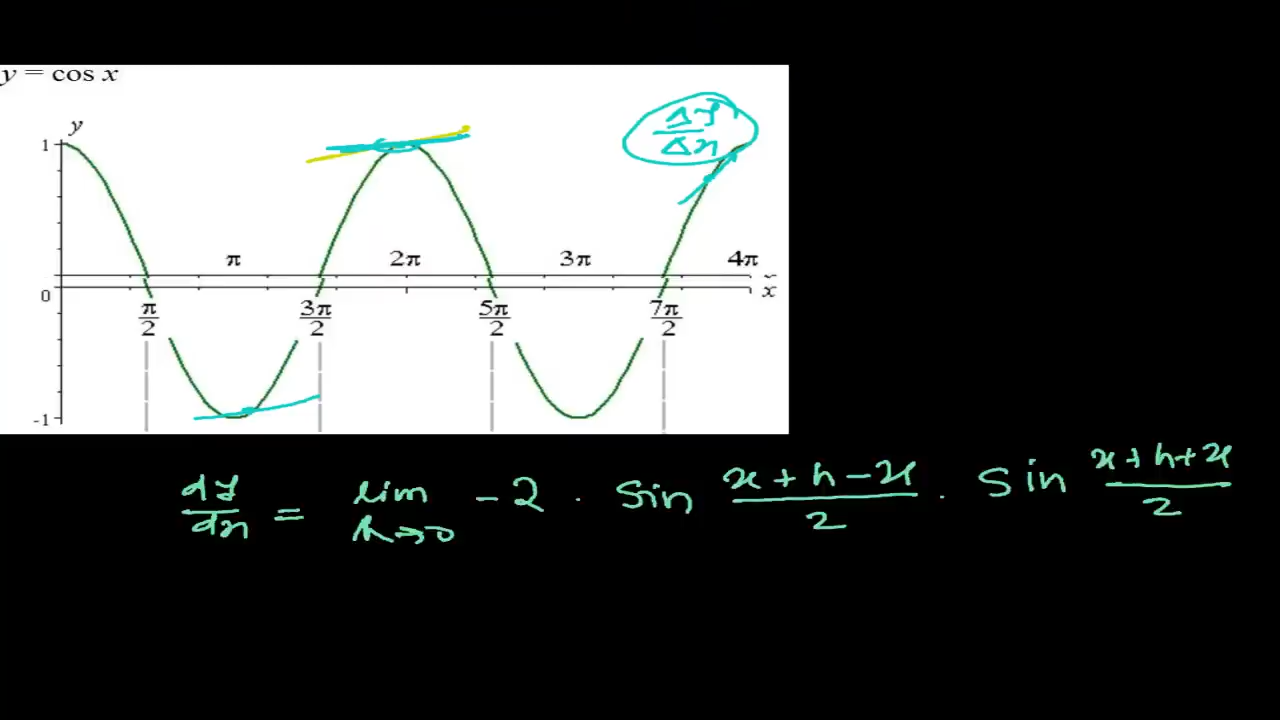 y = cos x
y
Δy
Δx
1
π 2π 3π 4π
0 x
π/2 3π/2 5π/2 7π/2
-1
dy/dx = lim h→0 -2 · sin (x+h-x)/2 · sin (x+h+x)/2